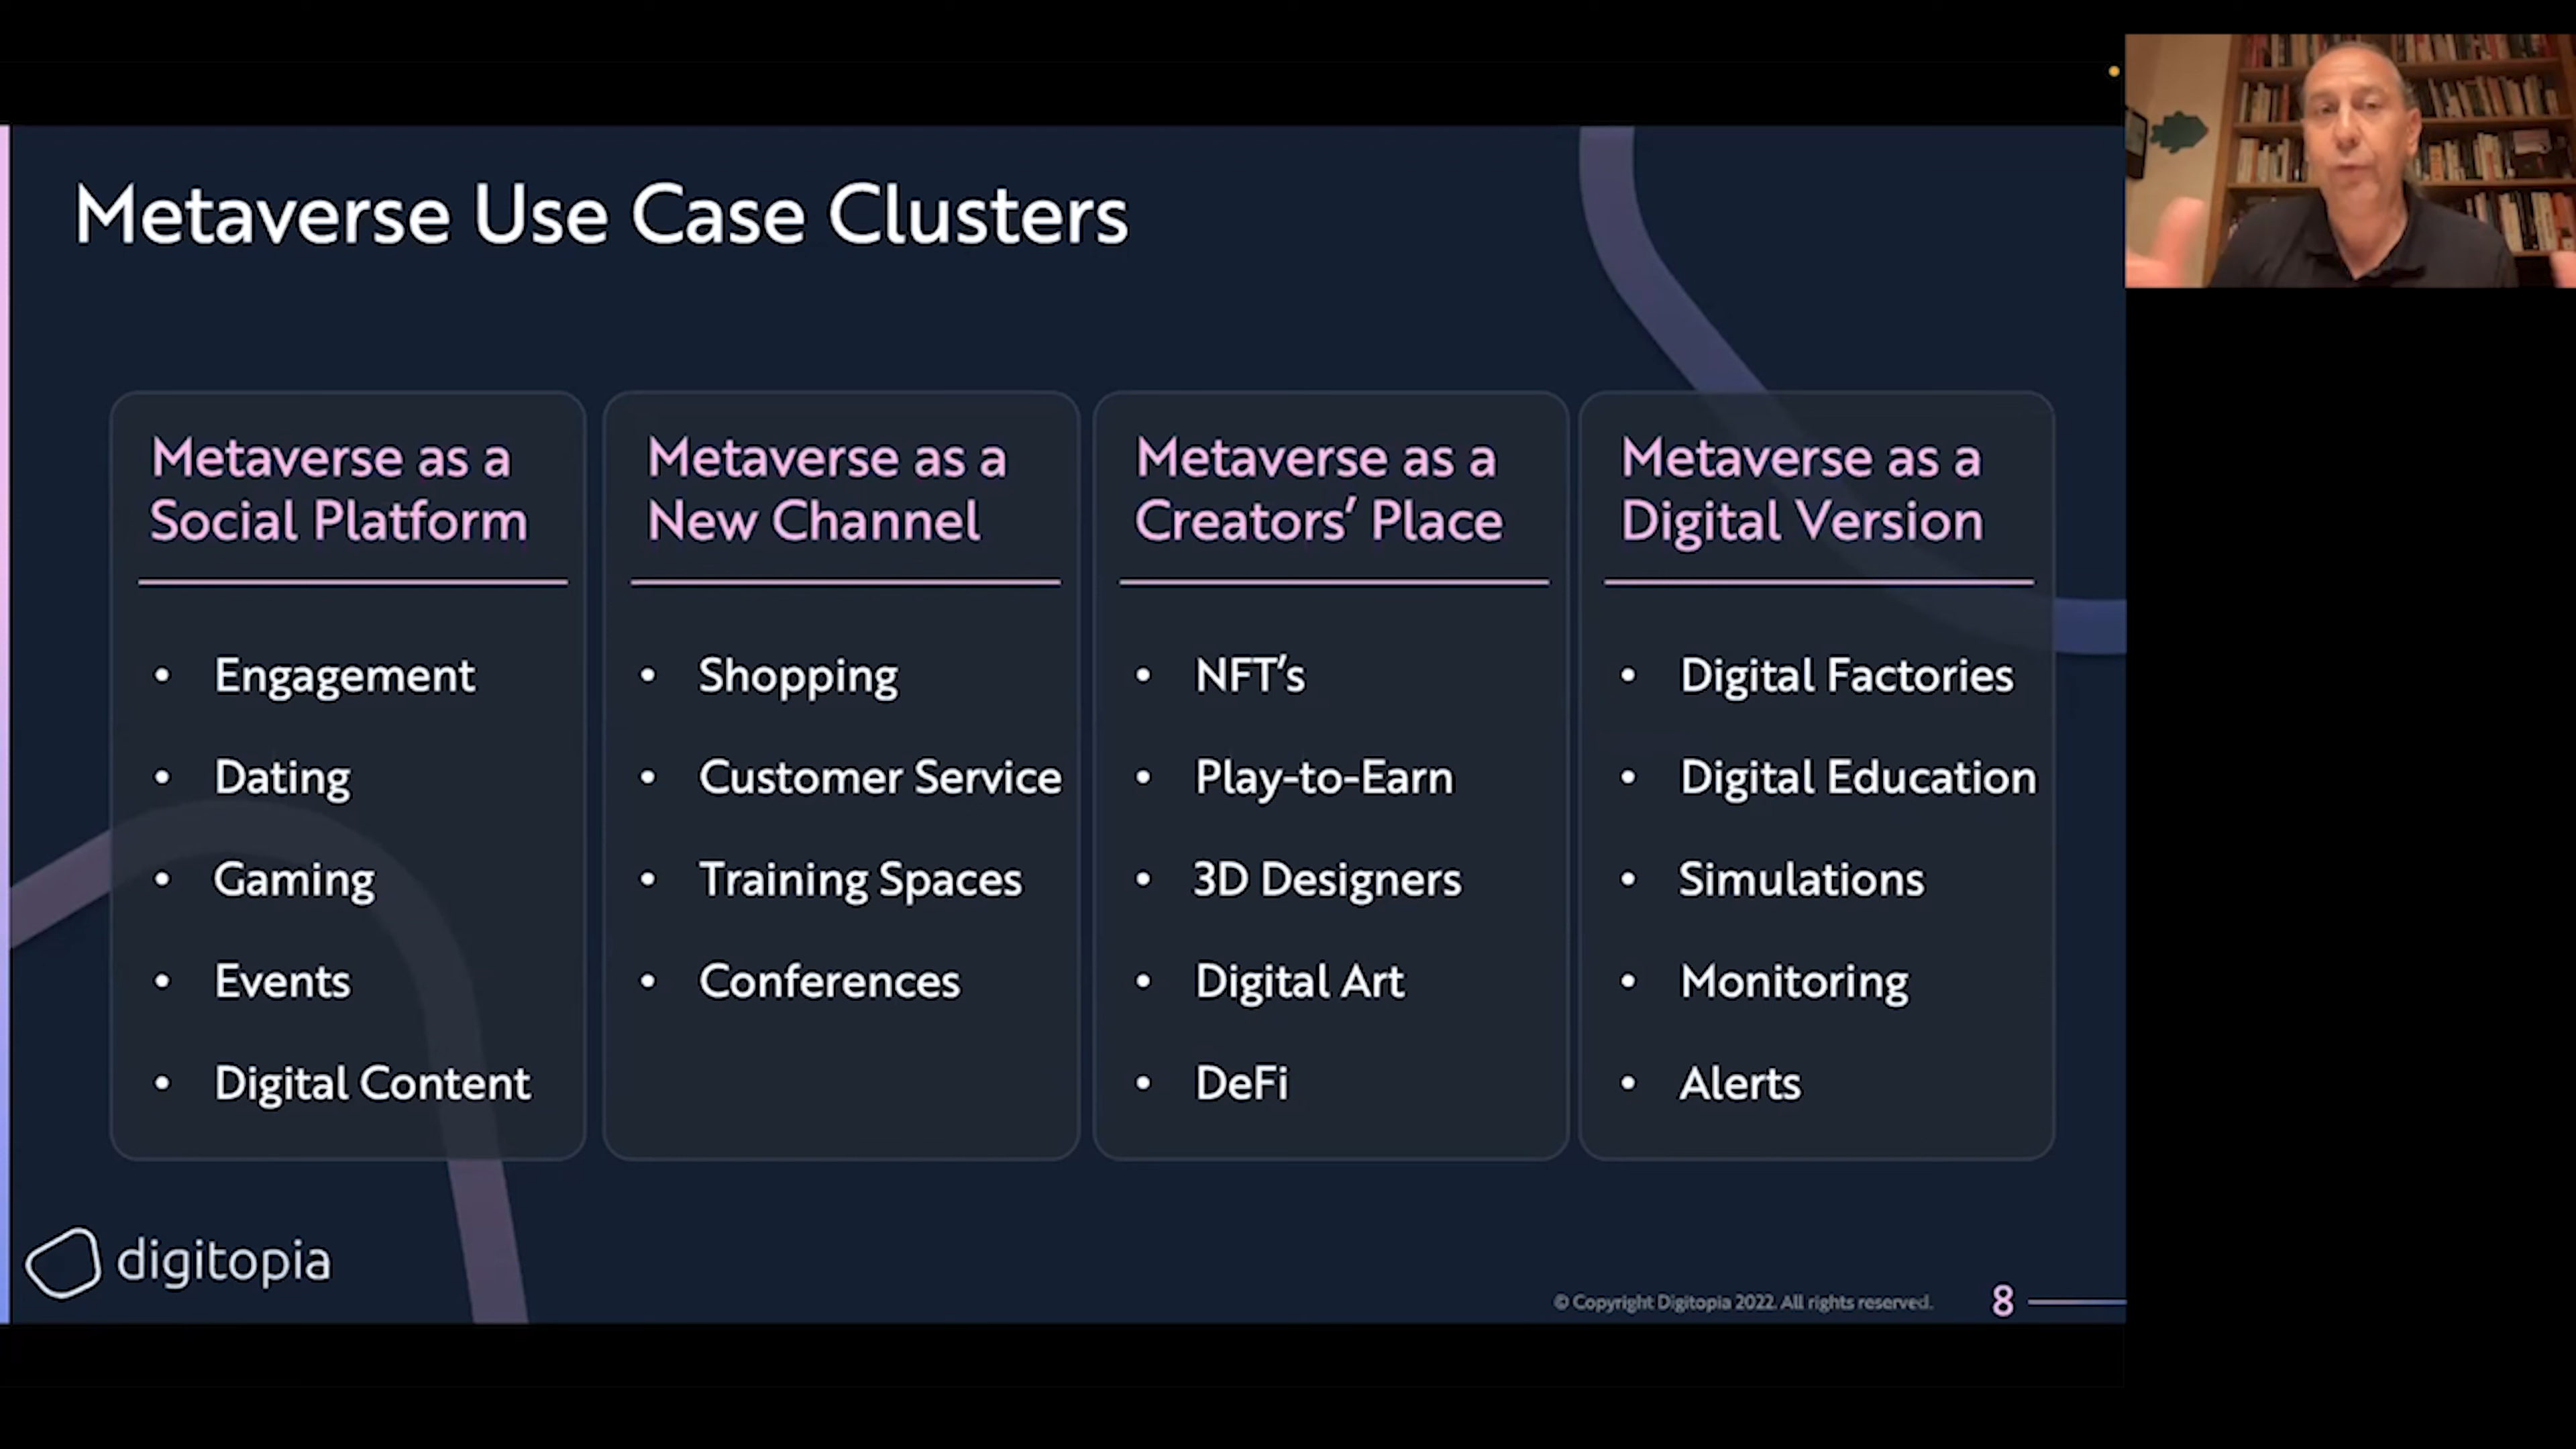 Metaverse Use Case Clusters
Metaverse as a
Social Platform
• Engagement
• Dating
• Gaming
• Events
• Digital Content
Metaverse as a
New Channel
• Shopping
• Customer Service
• Training Spaces
• Conferences
Metaverse as a
Creators’ Place
• NFT’s
• Play-to-Earn
• 3D Designers
• Digital Art
• DeFi
Metaverse as a
Digital Version
• Digital Factories
• Digital Education
• Simulations
• Monitoring
• Alerts
digitopia
© Copyright Digitopia 2022. All rights reserved.
8